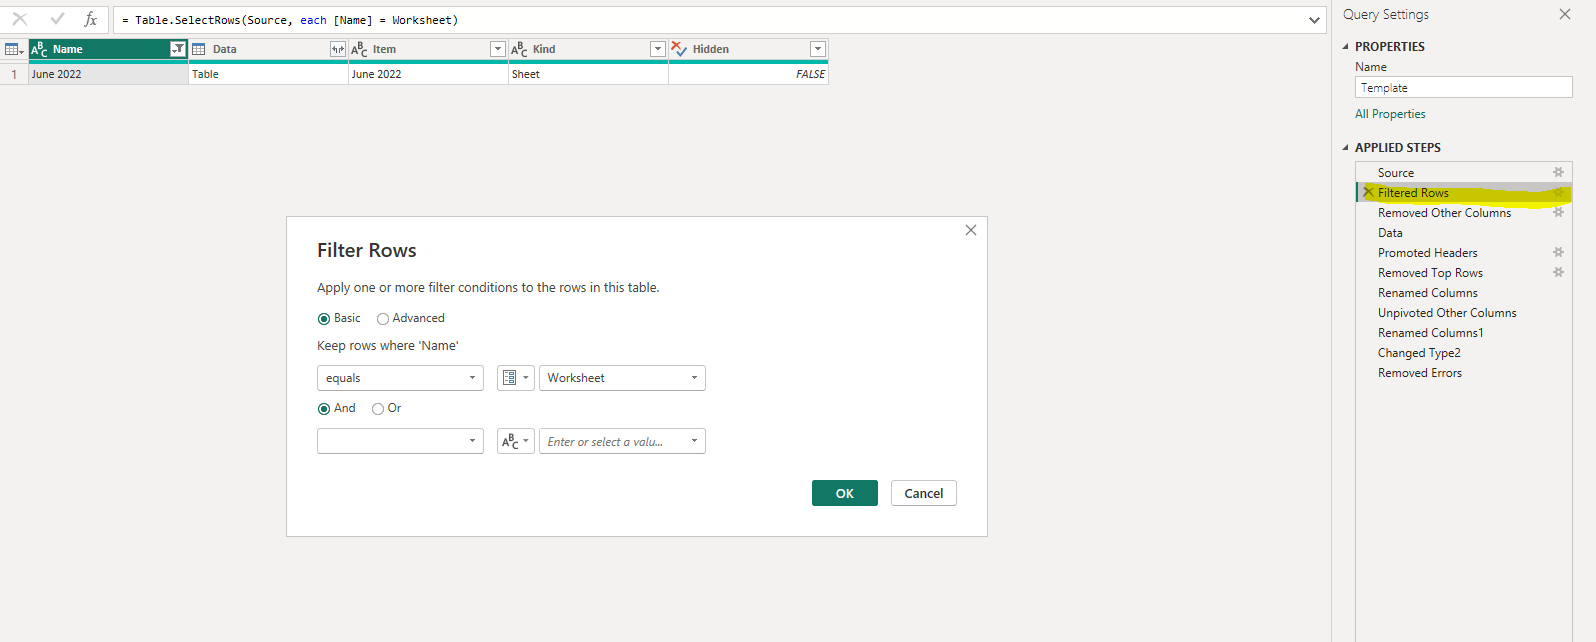 fx = Table.SelectRows(Source, each [Name] = Worksheet)
ABC Name Data ABC Item ABC Kind Hidden
1 June 2022 Table June 2022 Sheet FALSE
Filter Rows
Apply one or more filter conditions to the rows in this table.
Basic Advanced
Keep rows where 'Name'
equals Worksheet
And Or
ABC Enter or select a valu...
OK Cancel
Query Settings
PROPERTIES
Name
Template
All Properties
APPLIED STEPS
Source
Filtered Rows
Removed Other Columns
Data
Promoted Headers
Removed Top Rows
Renamed Columns
Unpivoted Other Columns
Renamed Columns1
Changed Type2
Removed Errors